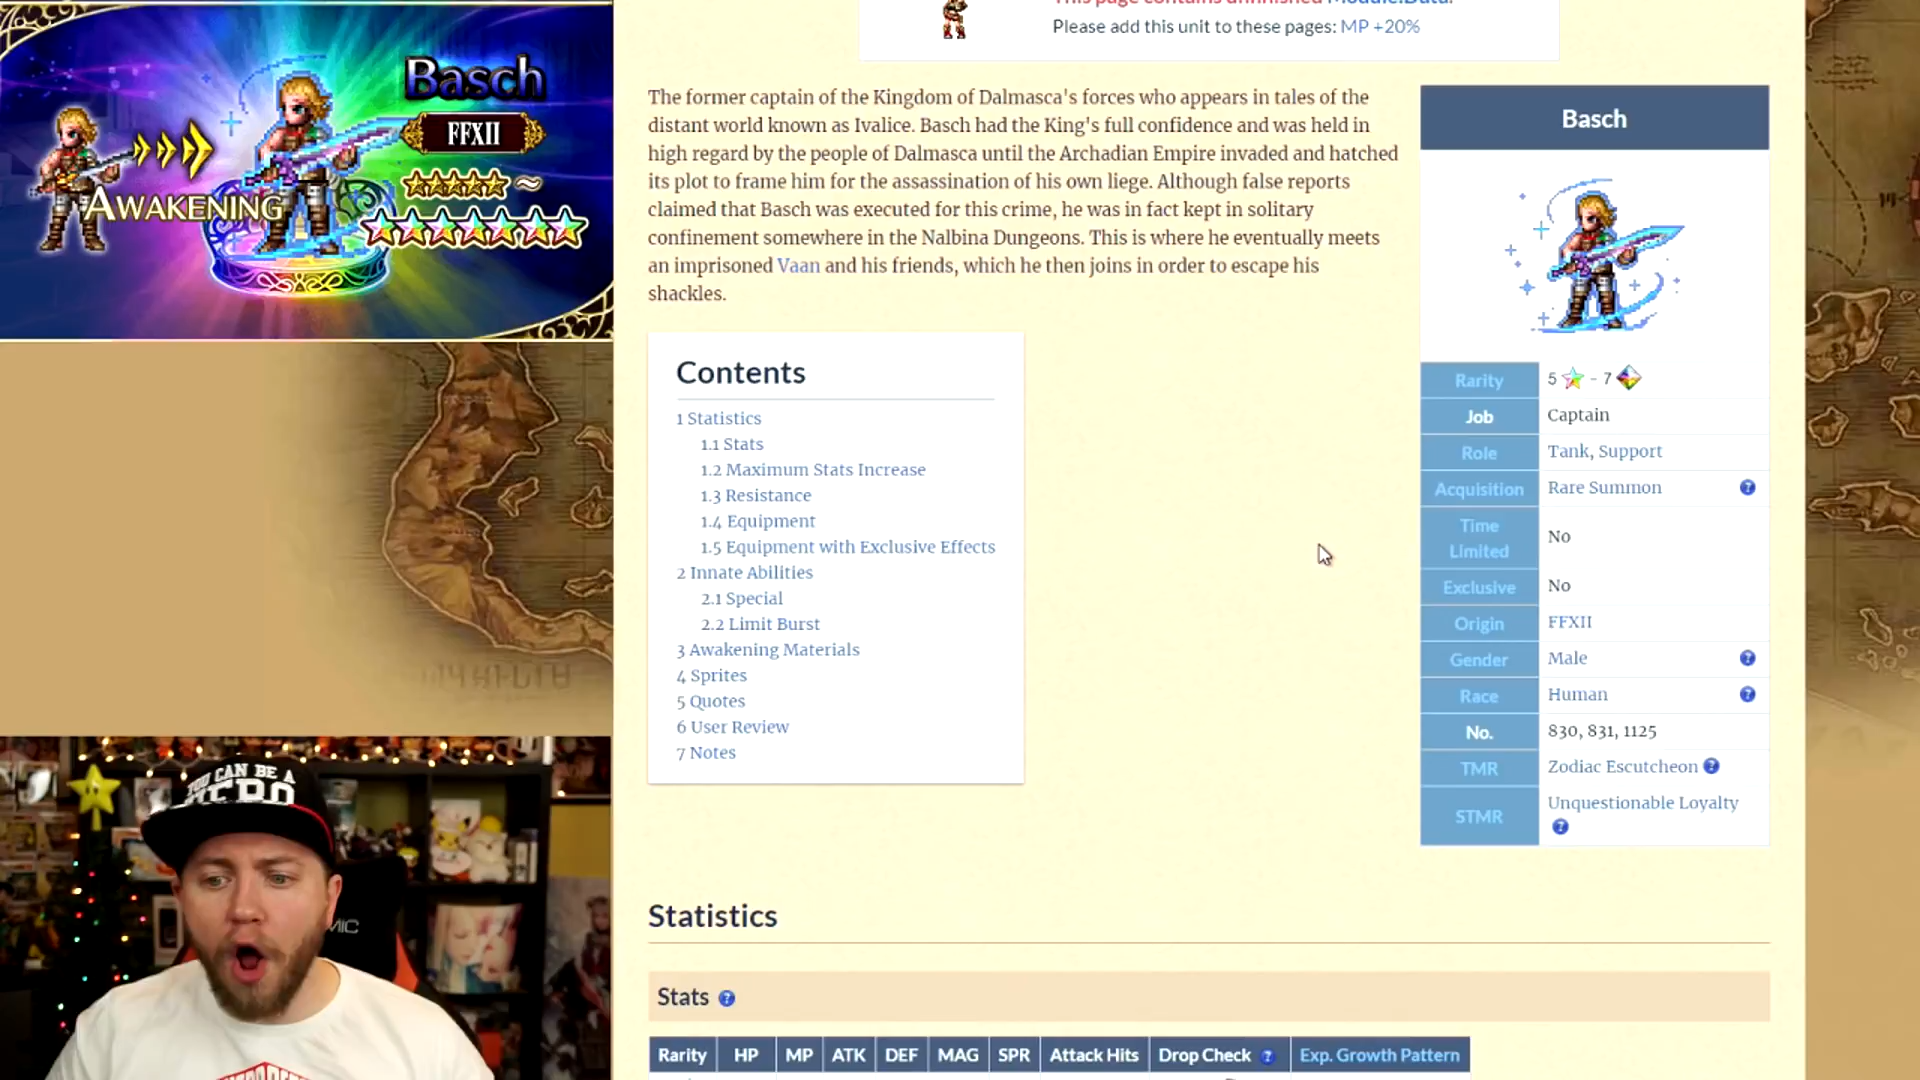 Basch
FFXII
AWAKENING
Please add this unit to these pages: MP +20%
The former captain of the Kingdom of Dalmasca's forces who appears in tales of the
distant world known as Ivalice. Basch had the King's full confidence and was held in
high regard by the people of Dalmasca until the Archadian Empire invaded and hatched
its plot to frame him for the assassination of his own liege. Although false reports
claimed that Basch was executed for this crime, he was in fact kept in solitary
confinement somewhere in the Nalbina Dungeons. This is where he eventually meets
an imprisoned Vaan and his friends, which he then joins in order to escape his
shackles.
Contents
1 Statistics
1.1 Stats
1.2 Maximum Stats Increase
1.3 Resistance
1.4 Equipment
1.5 Equipment with Exclusive Effects
2 Innate Abilities
2.1 Special
2.2 Limit Burst
3 Awakening Materials
4 Sprites
5 Quotes
6 User Review
7 Notes
Basch
Rarity 5 - 7
Job Captain
Role Tank, Support
Acquisition Rare Summon ?
Time
Limited No
Exclusive No
Origin FFXII
Gender Male ?
Race Human ?
No. 830, 831, 1125
TMR Zodiac Escutcheon ?
STMR Unquestionable Loyalty
?
Statistics
Stats ?
Rarity HP MP ATK DEF MAG SPR Attack Hits Drop Check ? Exp. Growth Pattern
YOU CAN BE A
HERO